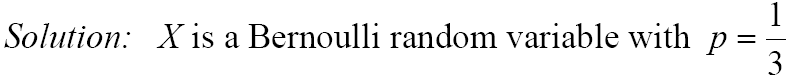 Solution: X is a Bernoulli random variable with p = 1/3